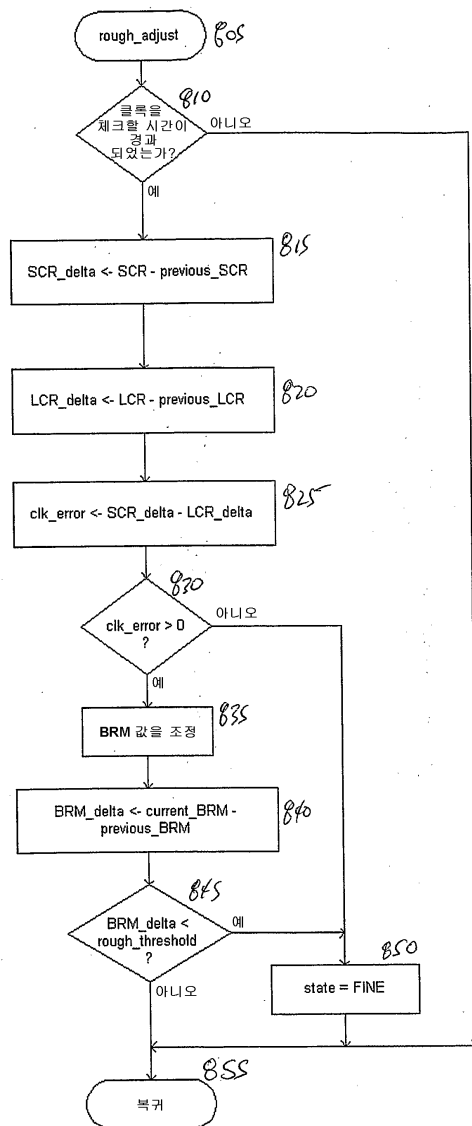 rough_adjust
805
810
클록을
체크할 시간이
경과
되었는가?
아니오
예
815
SCR_delta <- SCR - previous_SCR
820
LCR_delta <- LCR - previous_LCR
825
clk_error <- SCR_delta - LCR_delta
830
clk_error > 0
?
아니오
예
835
BRM 값을 조정
840
BRM_delta <- current_BRM -
previous_BRM
845
BRM_delta <
rough_threshold
?
예
아니오
850
state = FINE
855
복귀